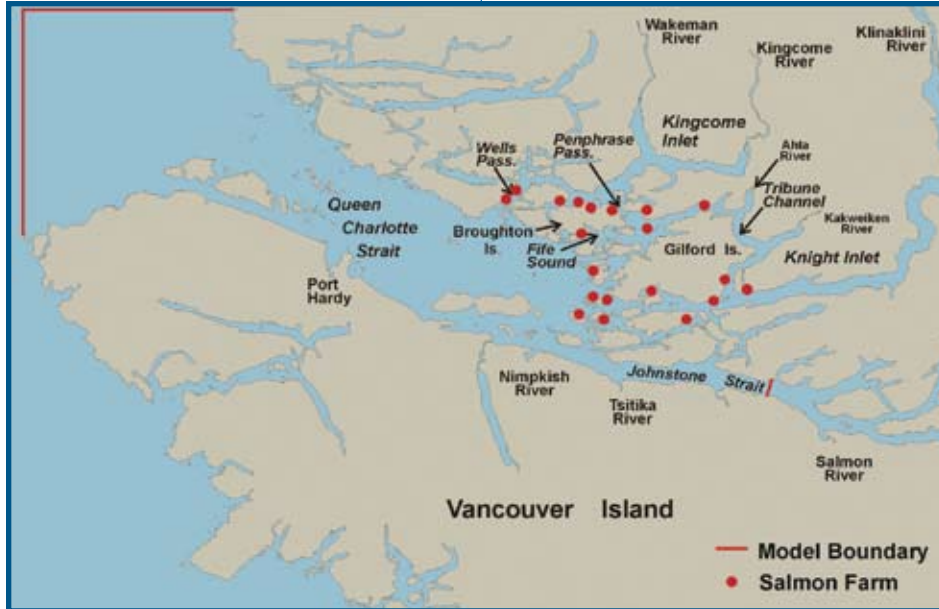 Wakeman
River
Klinaklini
River
Kingcome
River
Kingcome
Inlet
Penphrase
Pass.
Wells
Pass.
Ahla
River
Tribune
Channel
Kakweiken
River
Queen
Charlotte
Strait
Broughton
Is.
Fife
Sound
Gilford Is.
Knight Inlet
Port
Hardy
Nimpkish
River
Johnstone Strait
Tsitika
River
Salmon
River
Vancouver Island
Model Boundary
Salmon Farm